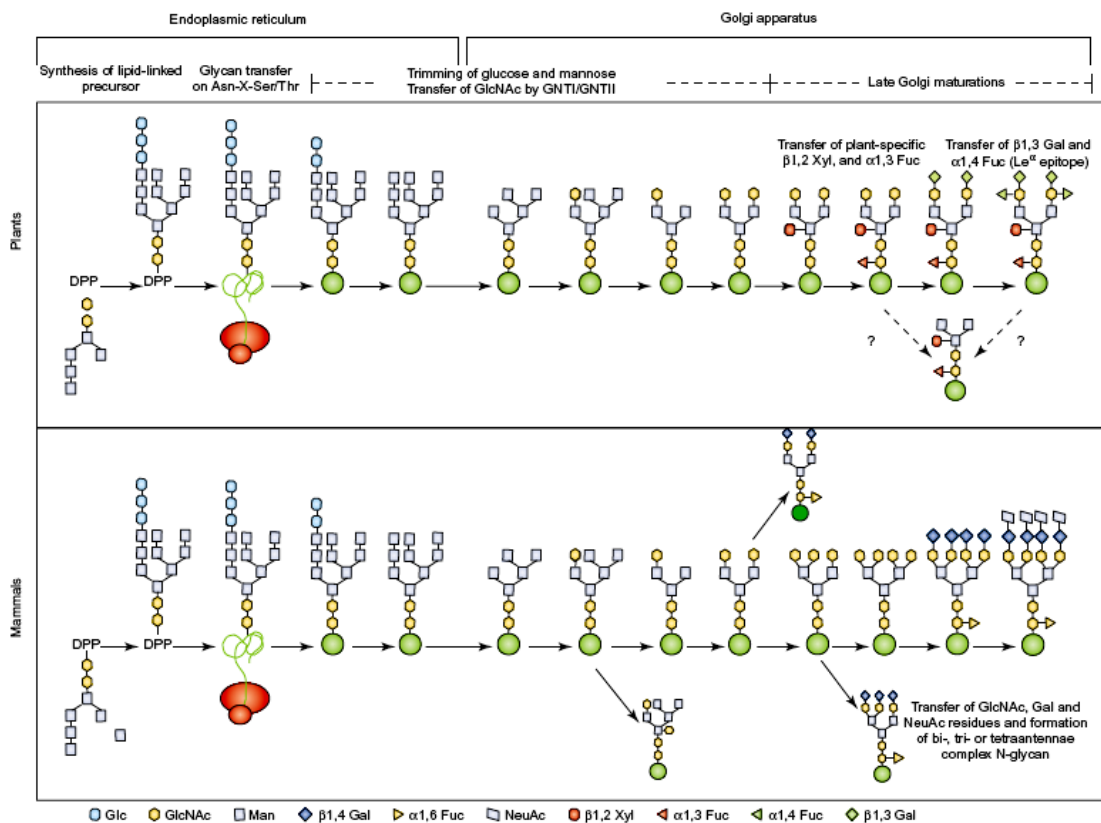 Endoplasmic reticulum
Golgi apparatus
Synthesis of lipid-linked
precursor
Glycan transfer
on Asn-X-Ser/Thr
Trimming of glucose and mannose
Transfer of GlcNAc by GNTI/GNTII
Late Golgi maturations
Plants
Transfer of plant-specific
β1,2 Xyl, and α1,3 Fuc
Transfer of β1,3 Gal and
α1,4 Fuc (Leᵅ epitope)
DPP
DPP
?
?
Mammals
DPP
DPP
Transfer of GlcNAc, Gal and
NeuAc residues and formation
of bi-, tri- or tetraantennae
complex N-glycan
Glc GlcNAc Man β1,4 Gal α1,6 Fuc NeuAc β1,2 Xyl α1,3 Fuc α1,4 Fuc β1,3 Gal